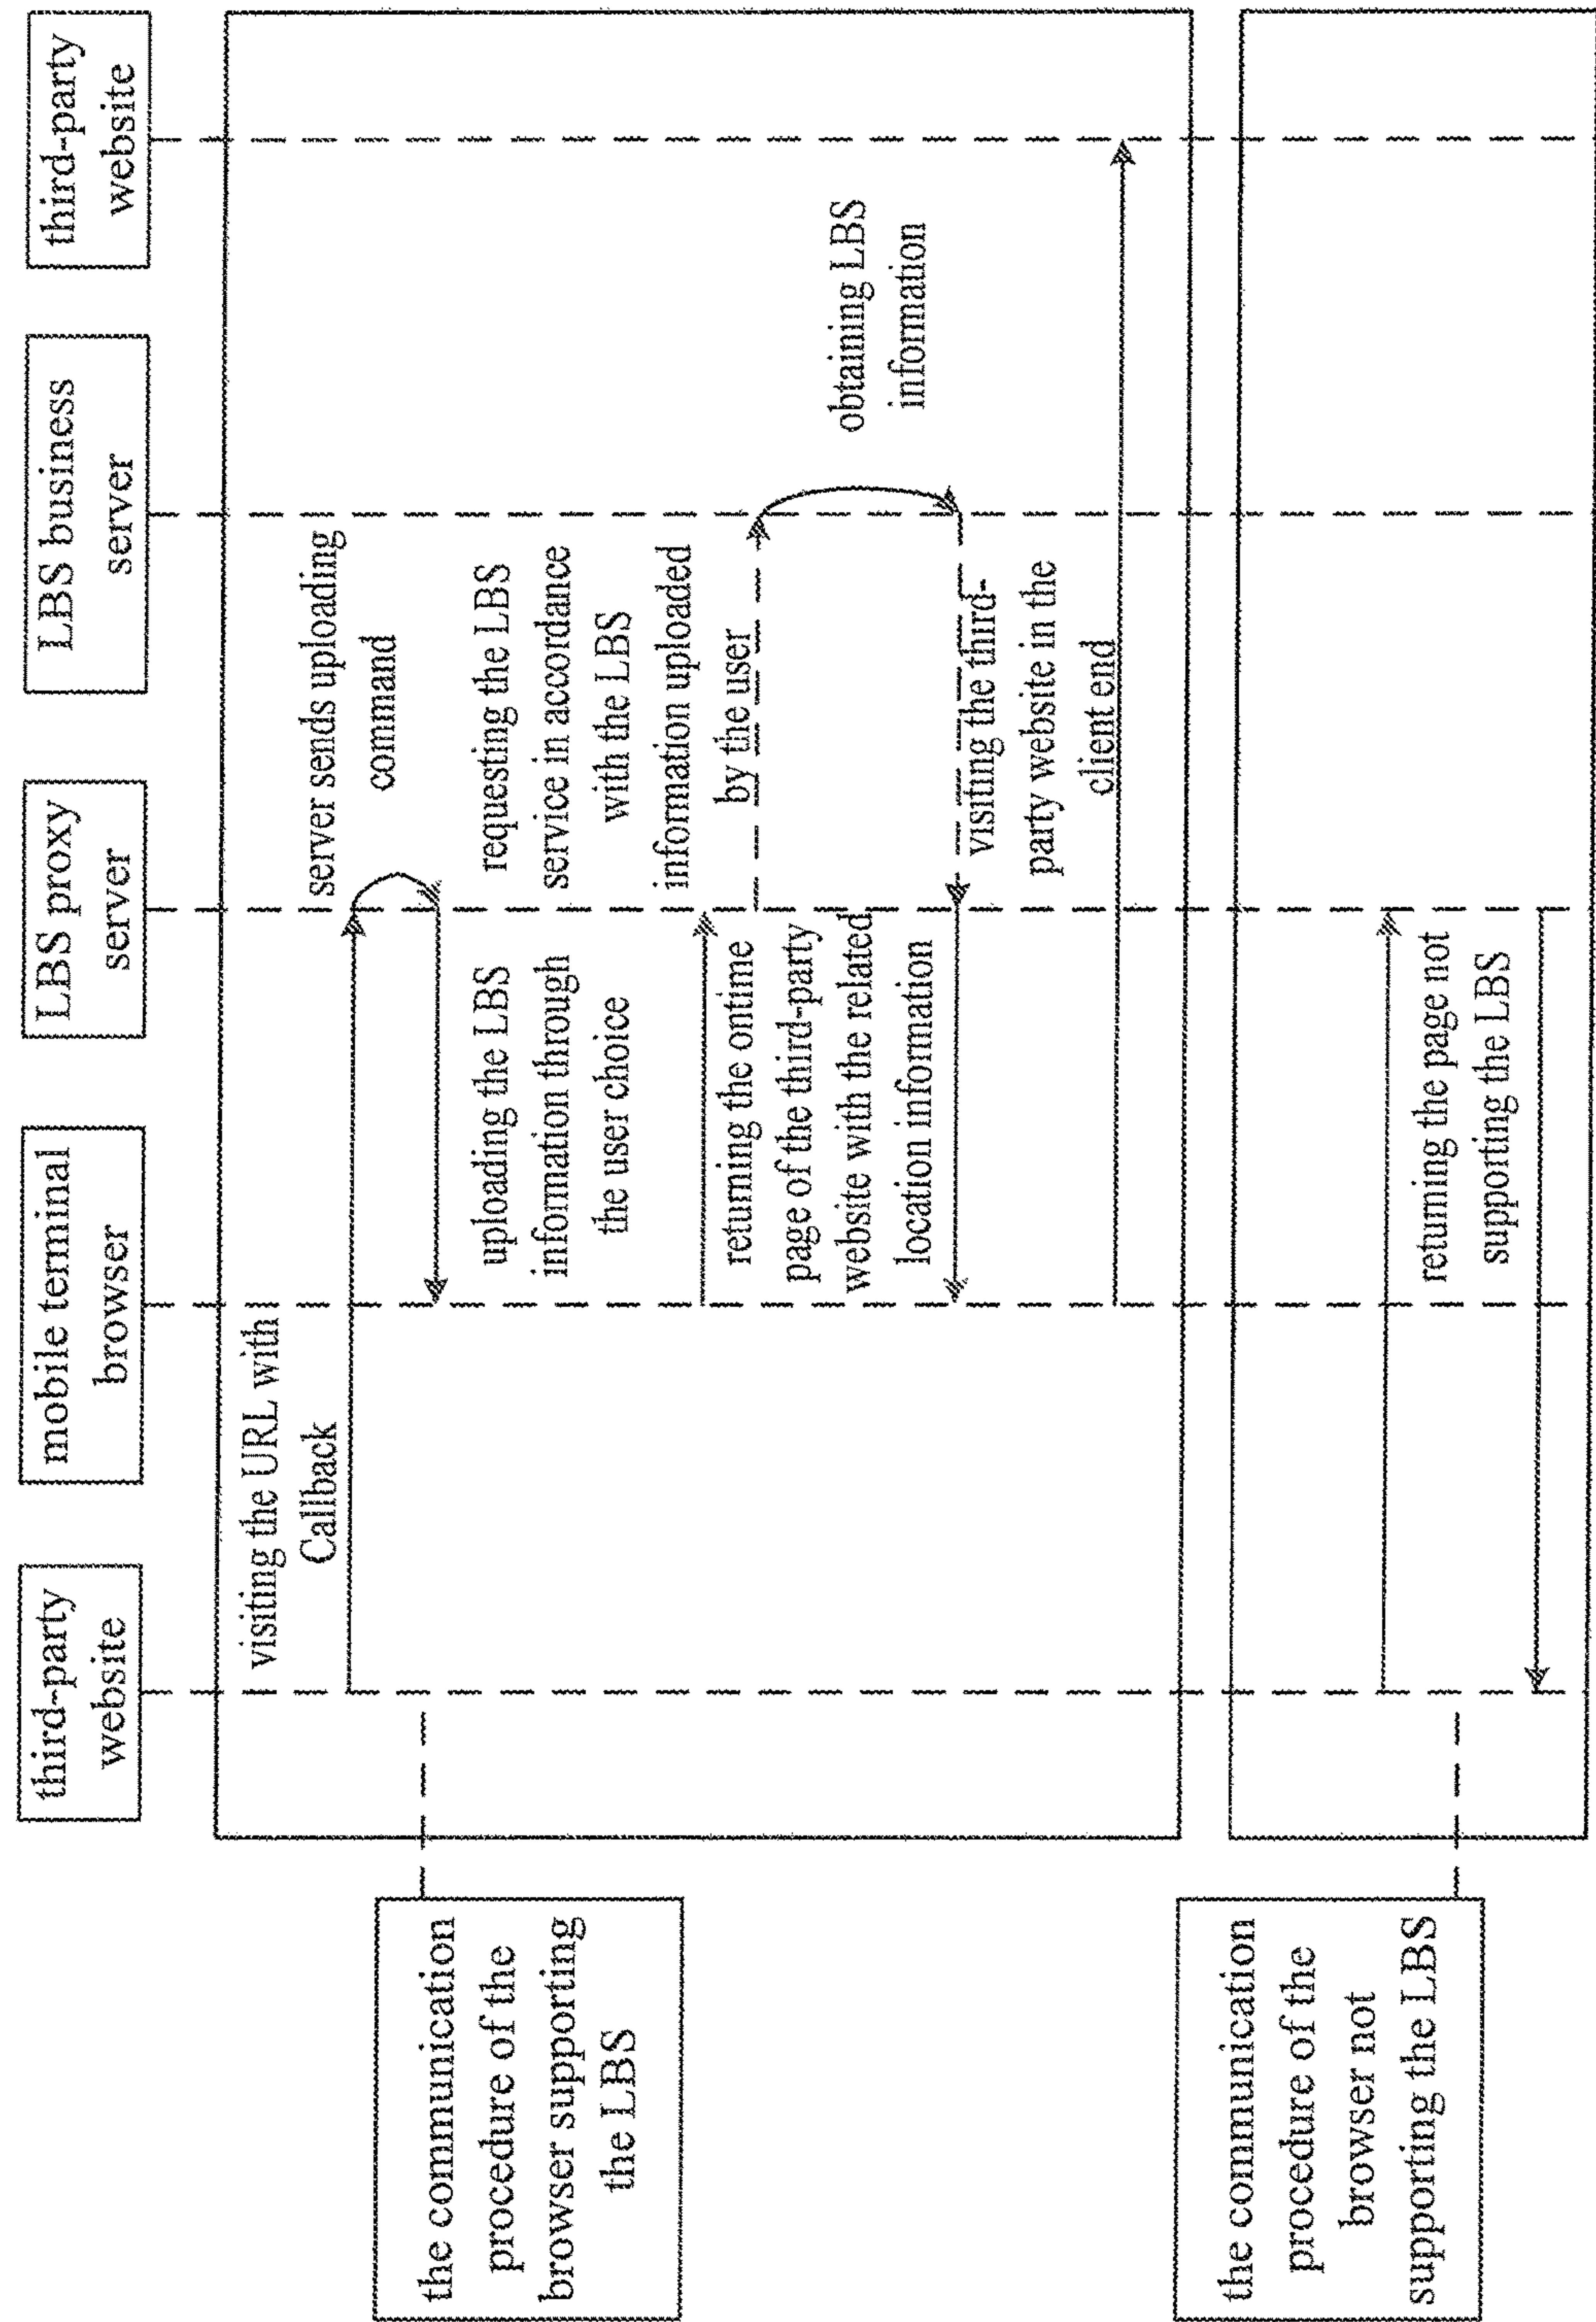 third-party
website
mobile terminal
browser
LBS proxy
server
LBS business
server
third-party
website
the communication
procedure of the
browser supporting
the LBS
visiting the URL with
Callback
server sends uploading
command
uploading the LBS
information through
the user choice
requesting the LBS
service in accordance
with the LBS
information uploaded
by the user
obtaining LBS
information
returning the ontime
page of the third-party
website with the related
location information
visiting the third-
party website in the
client end
the communication
procedure of the
browser not
supporting the LBS
returning the page not
supporting the LBS